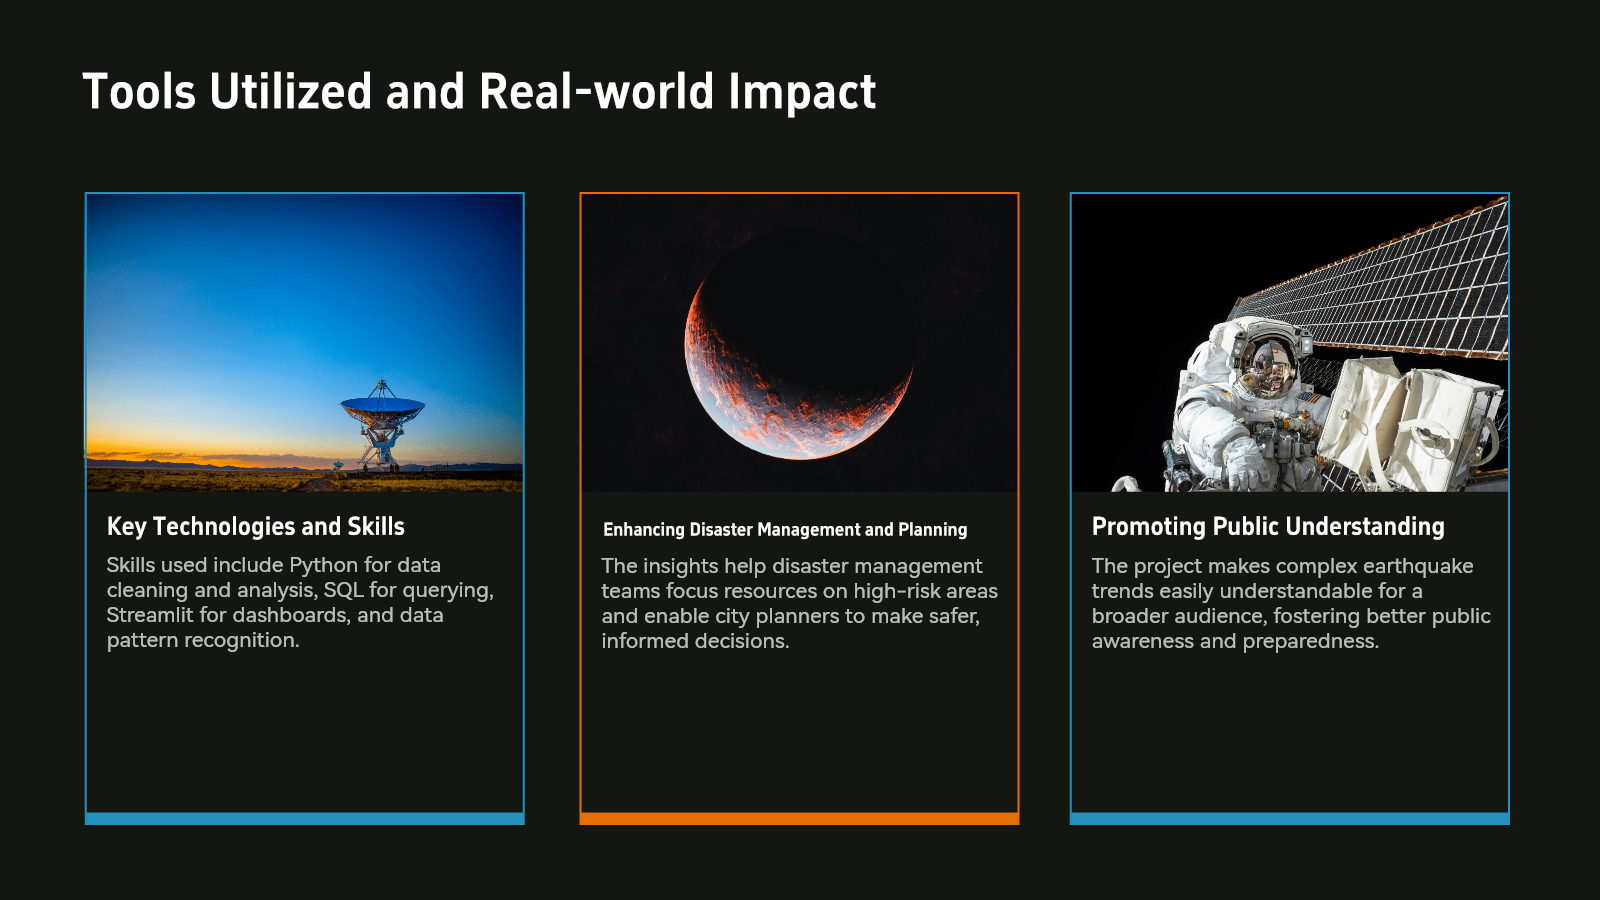 Tools Utilized and Real-world Impact
Key Technologies and Skills
Skills used include Python for data
cleaning and analysis, SQL for querying,
Streamlit for dashboards, and data
pattern recognition.
Enhancing Disaster Management and Planning
The insights help disaster management
teams focus resources on high-risk areas
and enable city planners to make safer,
informed decisions.
Promoting Public Understanding
The project makes complex earthquake
trends easily understandable for a
broader audience, fostering better public
awareness and preparedness.